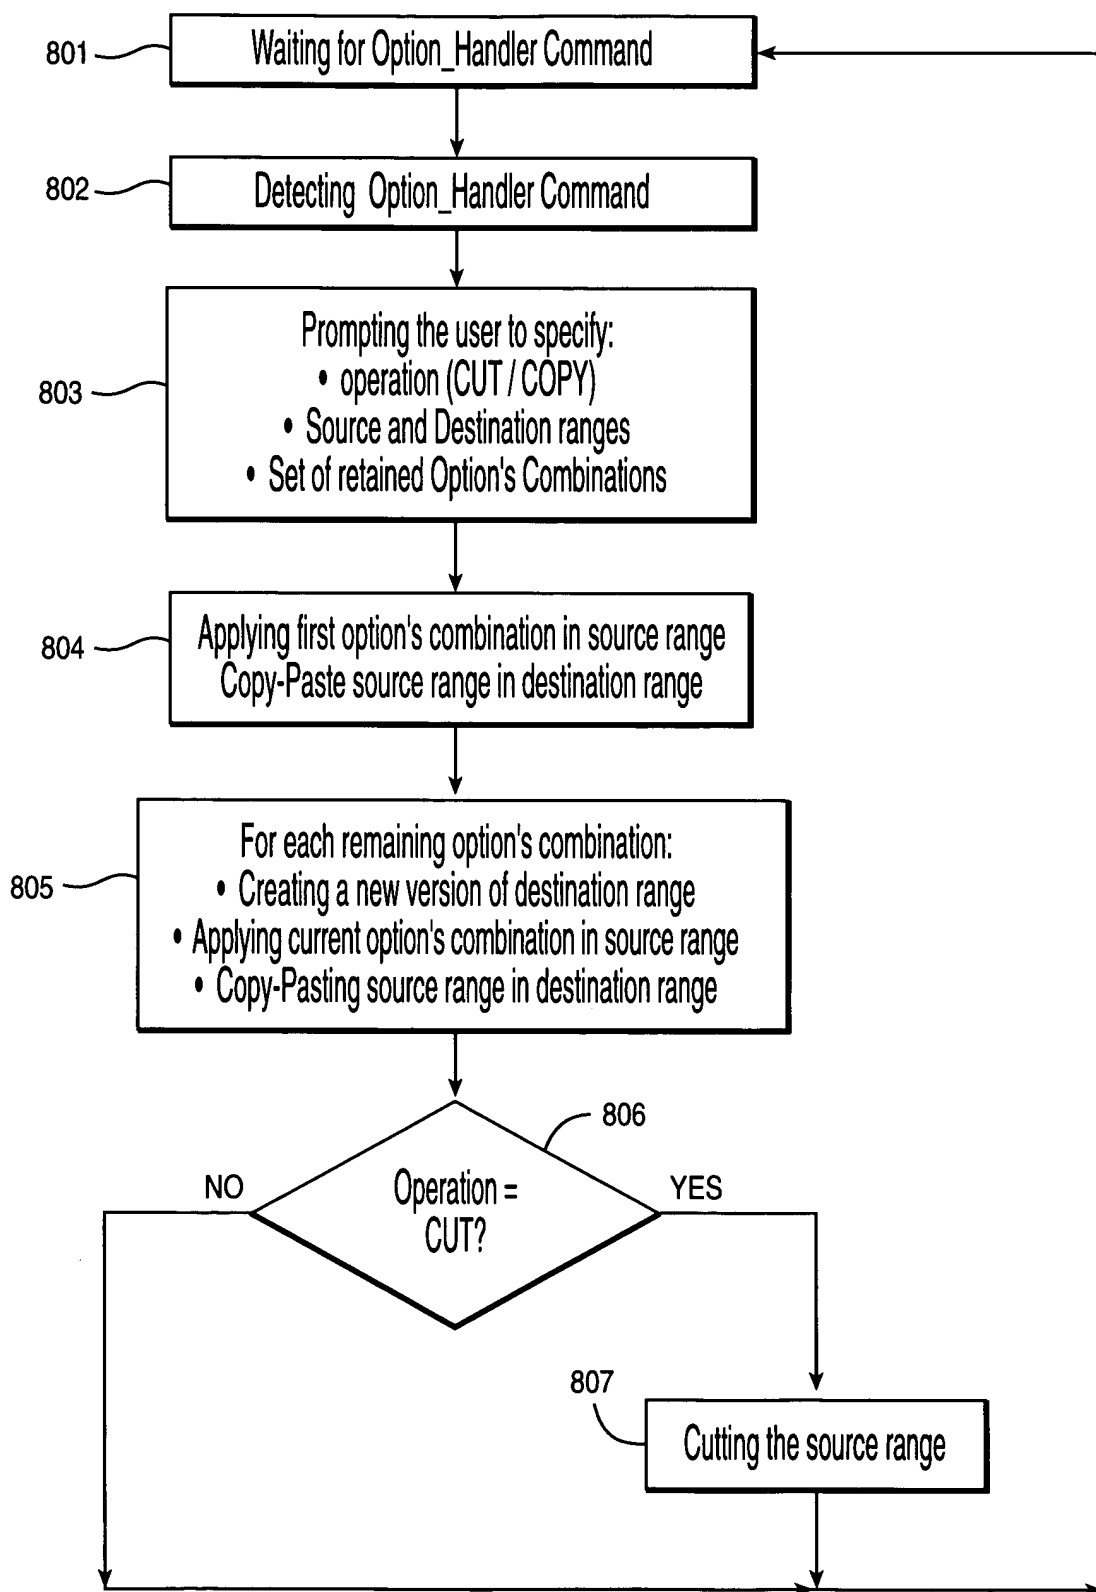 801
Waiting for Option_Handler Command
802
Detecting Option_Handler Command
803
Prompting the user to specify:
• operation (CUT / COPY)
• Source and Destination ranges
• Set of retained Option's Combinations
804
Applying first option's combination in source range
Copy-Paste source range in destination range
805
For each remaining option's combination:
• Creating a new version of destination range
• Applying current option's combination in source range
• Copy-Pasting source range in destination range
806
NO
Operation =
CUT?
YES
807
Cutting the source range